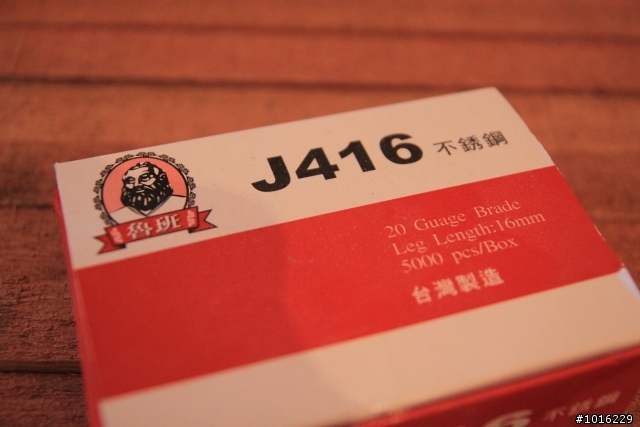 J416 不銹鋼
魯班
20 Guage Brade
Leg Length:16mm
5000 pcs/Box
台灣製造
6 不銹鋼
#1016229